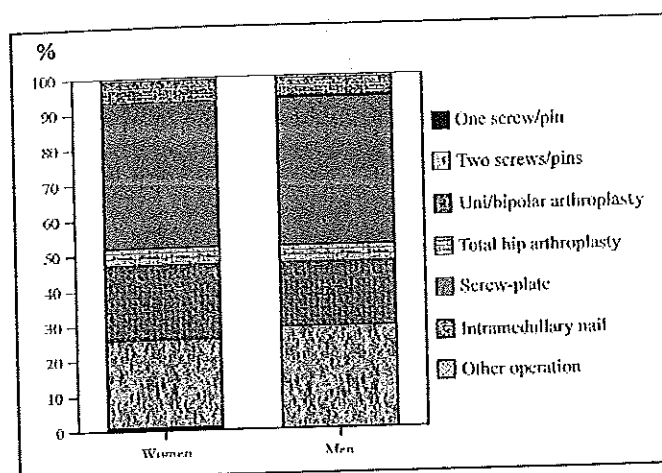 %
100
90
80
70
60
50
40
30
20
10
0
Women
Men
One screw/pin
Two screws/pins
Uni/bipolar arthroplasty
Total hip arthroplasty
Screw-plate
Intramedullary nail
Other operation